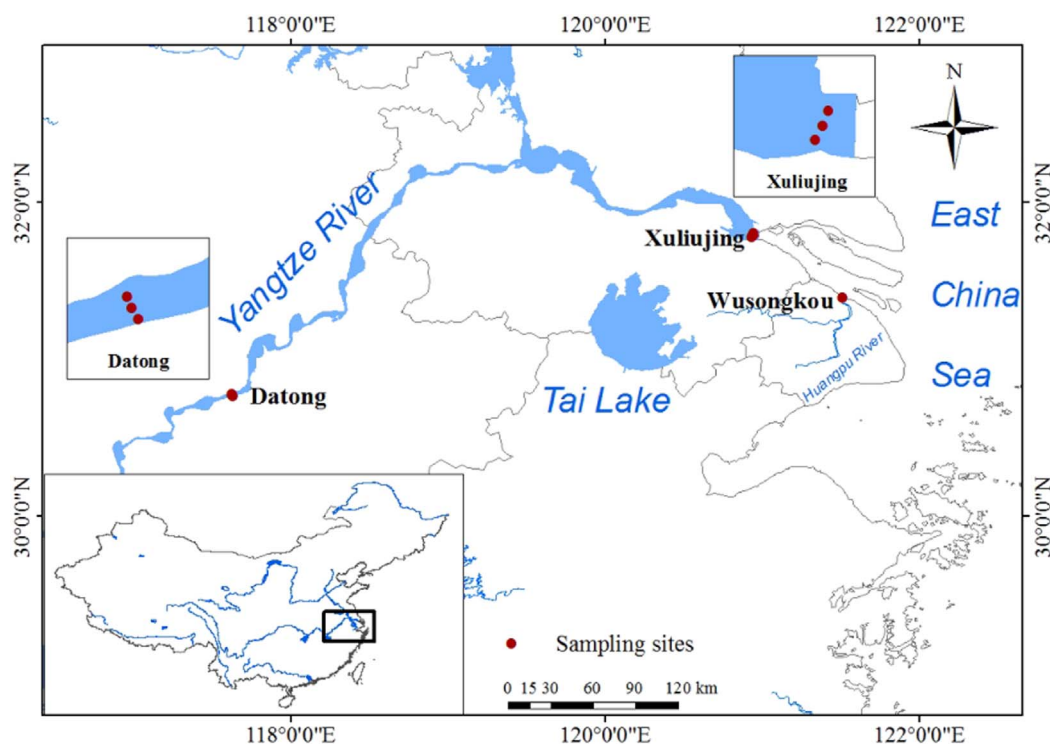 118°0'0"E 120°0'0"E 122°0'0"E
N
Xuliujing
32°0'0"N
32°0'0"N
East
Yangtze River
Xuliujing
Datong
Wusongkou
China
Huangpu River
Sea
Datong
Tai Lake
30°0'0"N
30°0'0"N
Sampling sites
0 15 30 60 90 120 km
118°0'0"E 120°0'0"E 122°0'0"E